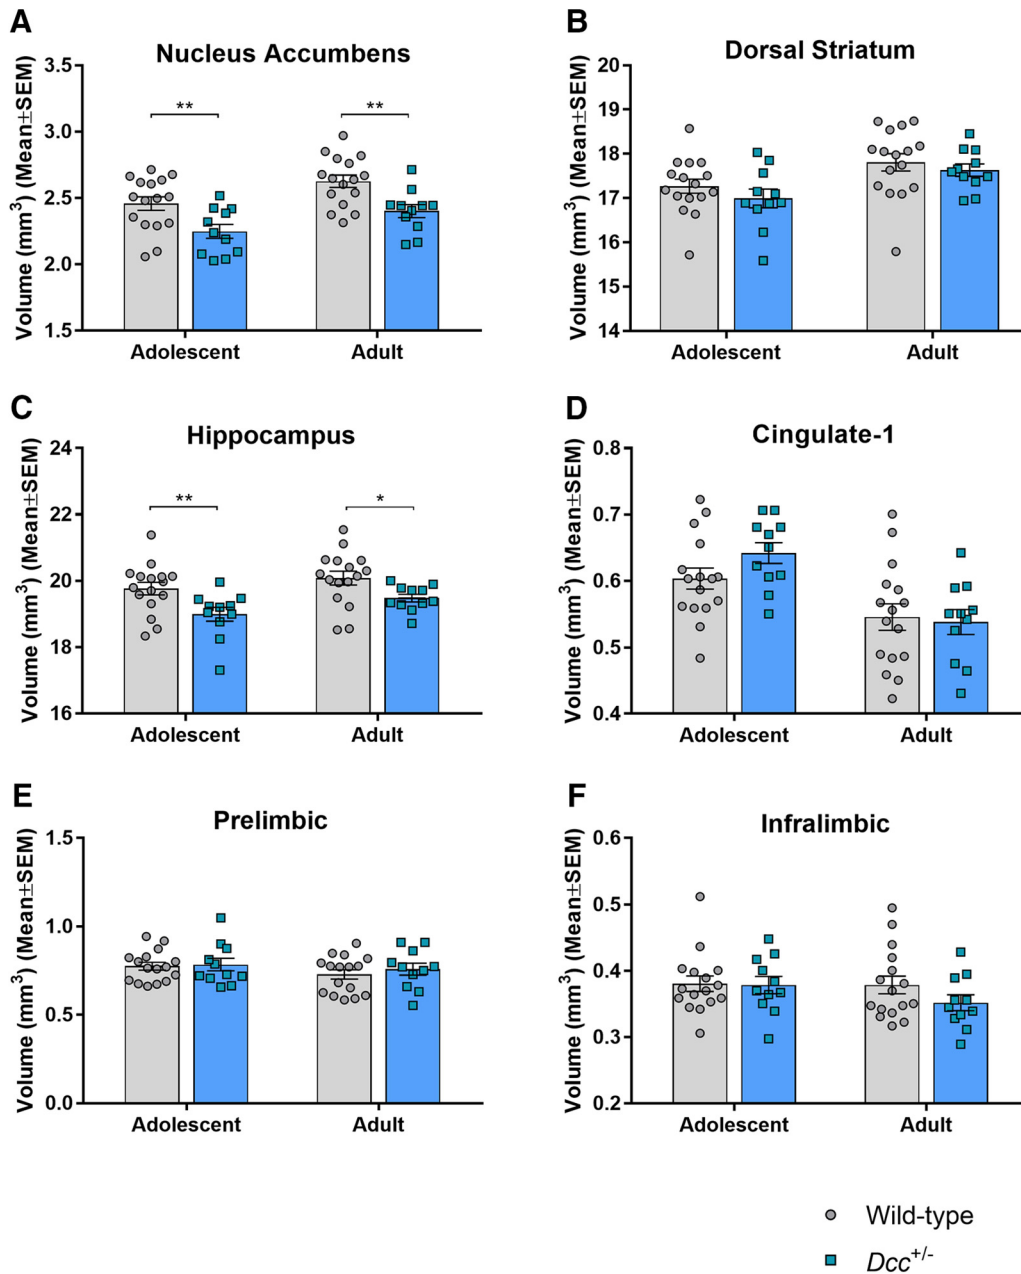 A
Nucleus Accumbens
Volume (mm³) (Mean±SEM)
3.5
3.0
2.5
2.0
1.5
**
**
Adolescent
Adult
B
Dorsal Striatum
Volume (mm³) (Mean±SEM)
20
19
18
17
16
15
14
Adolescent
Adult
C
Hippocampus
Volume (mm³) (Mean±SEM)
24
22
20
18
16
**
*
Adolescent
Adult
D
Cingulate-1
Volume (mm³) (Mean±SEM)
0.8
0.7
0.6
0.5
0.4
Adolescent
Adult
E
Prelimbic
Volume (mm³) (Mean±SEM)
1.5
1.0
0.5
0.0
Adolescent
Adult
F
Infralimbic
Volume (mm³) (Mean±SEM)
0.6
0.5
0.4
0.3
0.2
Adolescent
Adult
Wild-type
Dcc+/-